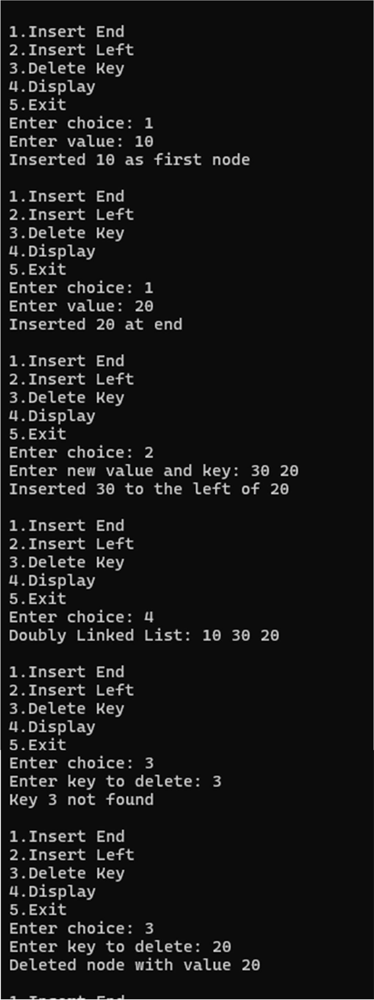 1.Insert End
2.Insert Left
3.Delete Key
4.Display
5.Exit
Enter choice: 1
Enter value: 10
Inserted 10 as first node
1.Insert End
2.Insert Left
3.Delete Key
4.Display
5.Exit
Enter choice: 1
Enter value: 20
Inserted 20 at end
1.Insert End
2.Insert Left
3.Delete Key
4.Display
5.Exit
Enter choice: 2
Enter new value and key: 30 20
Inserted 30 to the left of 20
1.Insert End
2.Insert Left
3.Delete Key
4.Display
5.Exit
Enter choice: 4
Doubly Linked List: 10 30 20
1.Insert End
2.Insert Left
3.Delete Key
4.Display
5.Exit
Enter choice: 3
Enter key to delete: 3
Key 3 not found
1.Insert End
2.Insert Left
3.Delete Key
4.Display
5.Exit
Enter choice: 3
Enter key to delete: 20
Deleted node with value 20
1.Insert End